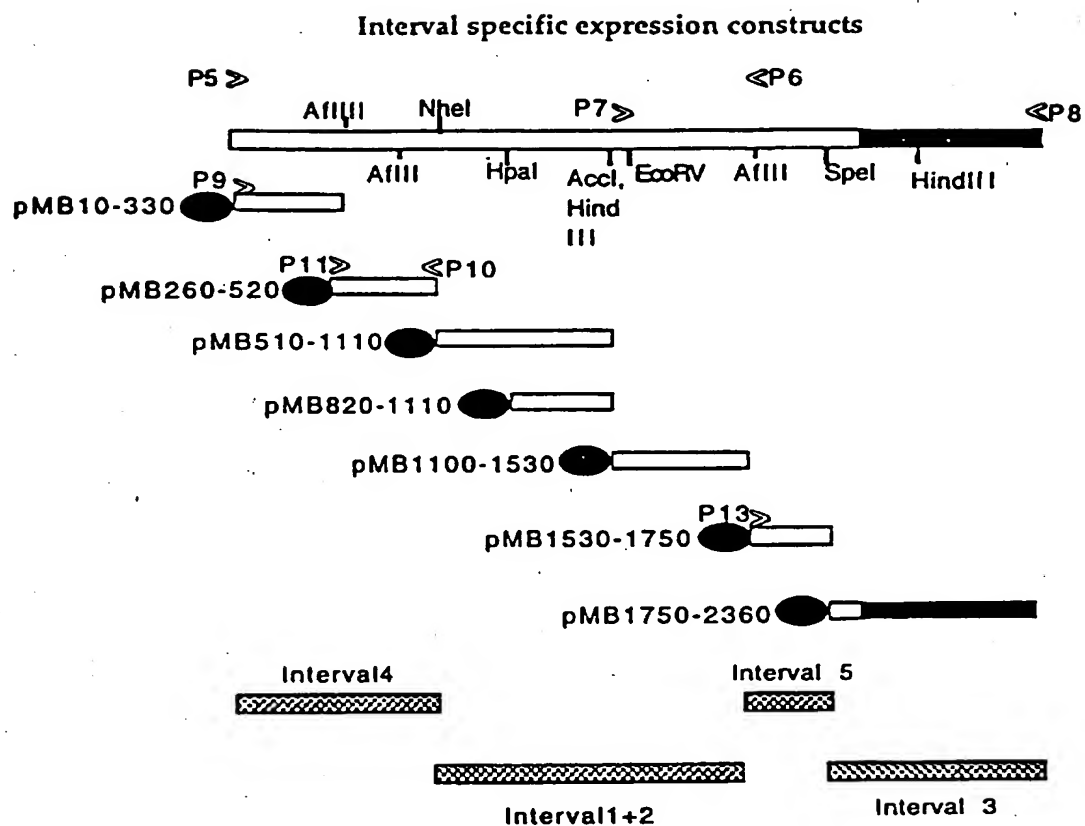 Interval specific expression constructs
P5 P6
AflIII NheI P7 P8
AflII HpaI AccI, EcoRV AflII SpeI HindIII
Hind
III
P9
pMB10-330
P11 P10
pMB260-520
pMB510-1110
pMB820-1110
pMB1100-1530
P13
pMB1530-1750
pMB1750-2360
Interval4 Interval 5
Interval1+2 Interval 3